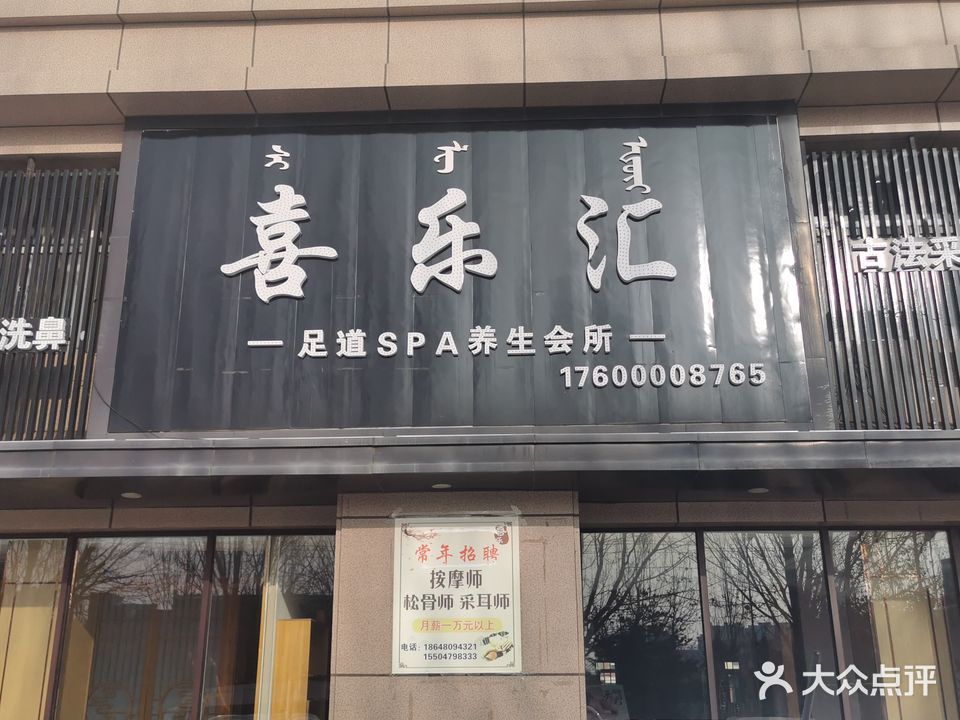 喜乐汇
足道SPA养生会所
17600008765
洗鼻
古法采
常年招聘
按摩师
松骨师 采耳师
月薪一万元以上
电话：18648094321
15504798333
大众点评